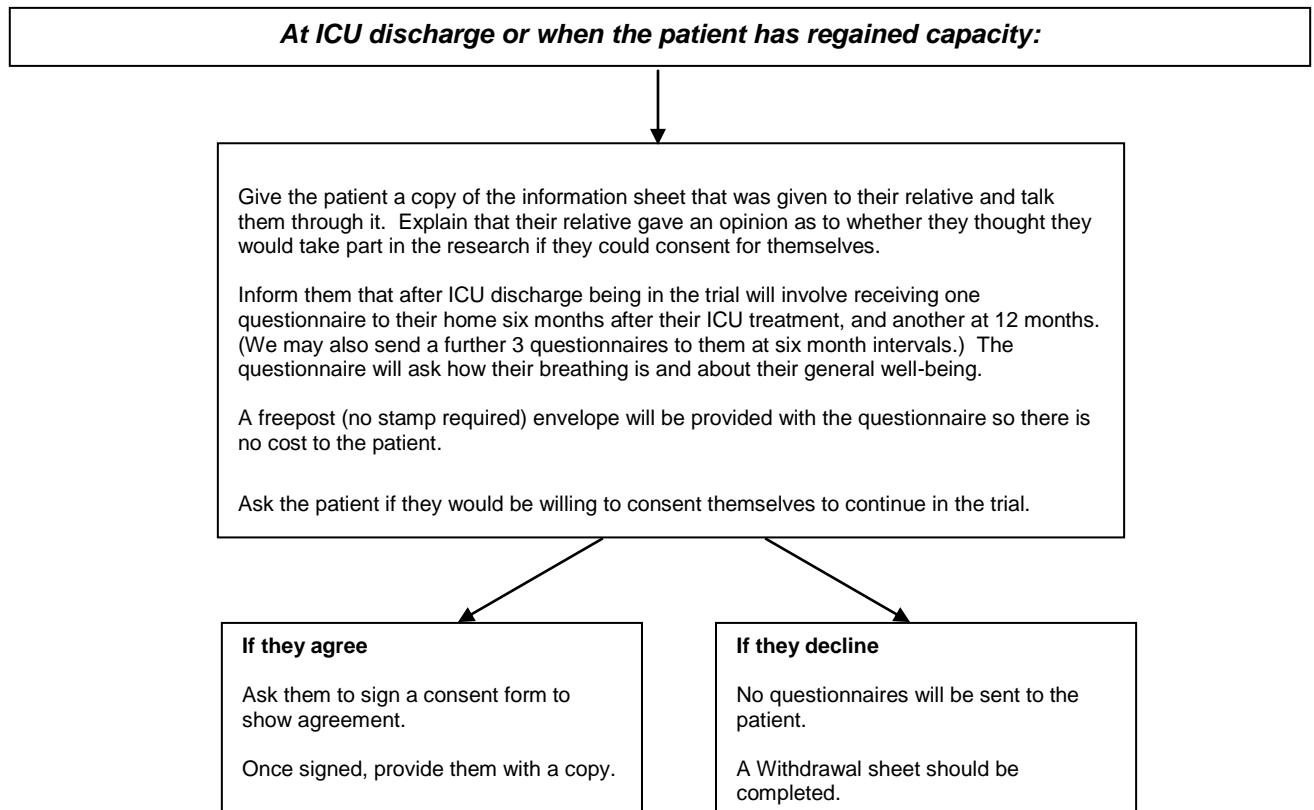 At ICU discharge or when the patient has regained capacity:
Give the patient a copy of the information sheet that was given to their relative and talk
them through it.  Explain that their relative gave an opinion as to whether they thought they
would take part in the research if they could consent for themselves.
Inform them that after ICU discharge being in the trial will involve receiving one
questionnaire to their home six months after their ICU treatment, and another at 12 months.
(We may also send a further 3 questionnaires to them at six month intervals.)  The
questionnaire will ask how their breathing is and about their general well-being.
A freepost (no stamp required) envelope will be provided with the questionnaire so there is
no cost to the patient.
Ask the patient if they would be willing to consent themselves to continue in the trial.
If they agree
Ask them to sign a consent form to
show agreement.
Once signed, provide them with a copy.
If they decline
No questionnaires will be sent to the
patient.
A Withdrawal sheet should be
completed.